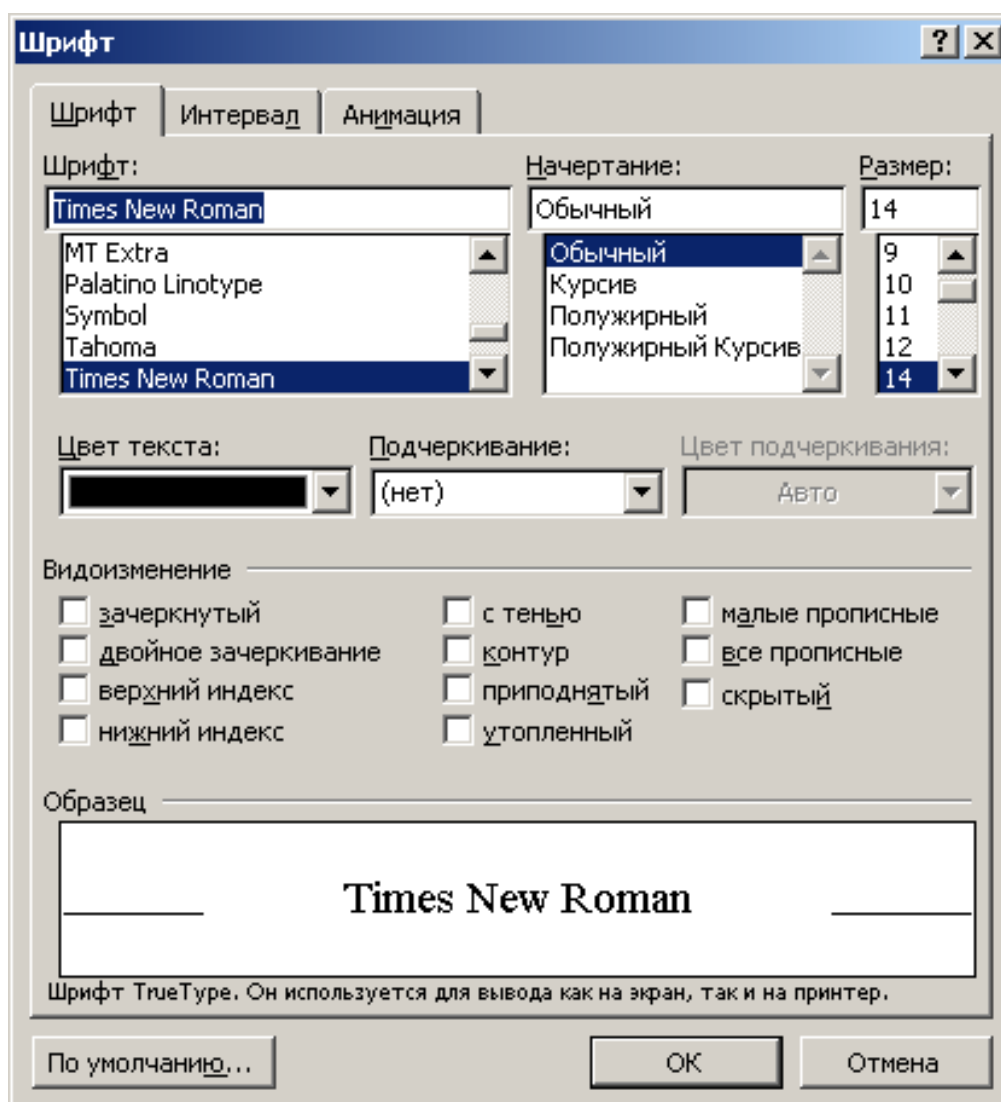 Шрифт
Шрифт Интервал Анимация
Шрифт: Начертание: Размер:
Times New Roman Обычный 14
MT Extra Обычный 9
Palatino Linotype Курсив 10
Symbol Полужирный 11
Tahoma Полужирный Курсив 12
Times New Roman 14
Цвет текста: Подчеркивание: Цвет подчеркивания:
(нет) Авто
Видоизменение
зачеркнутый с тенью малые прописные
двойное зачеркивание контур все прописные
верхний индекс приподнятый скрытый
нижний индекс утопленный
Образец
Times New Roman
Шрифт TrueType. Он используется для вывода как на экран, так и на принтер.
По умолчанию... ОК Отмена